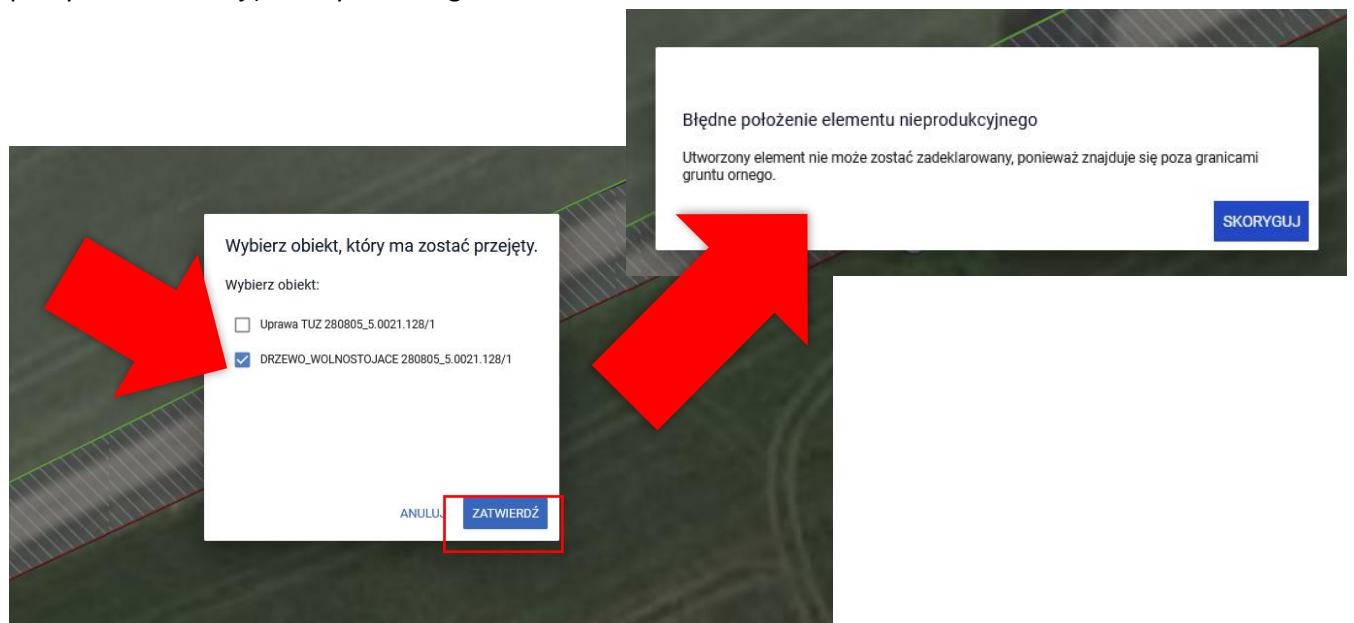 Błędne położenie elementu nieprodukcyjnego
Utworzony element nie może zostać zadeklarowany, ponieważ znajduje się poza granicami
gruntu ornego.
SKORYGUJ
Wybierz obiekt, który ma zostać przejęty.
Wybierz obiekt:
Uprawa TUZ 280805_5.0021.128/1
DRZEWO_WOLNOSTOJACE 280805_5.0021.128/1
ANULUJ ZATWIERDŹ